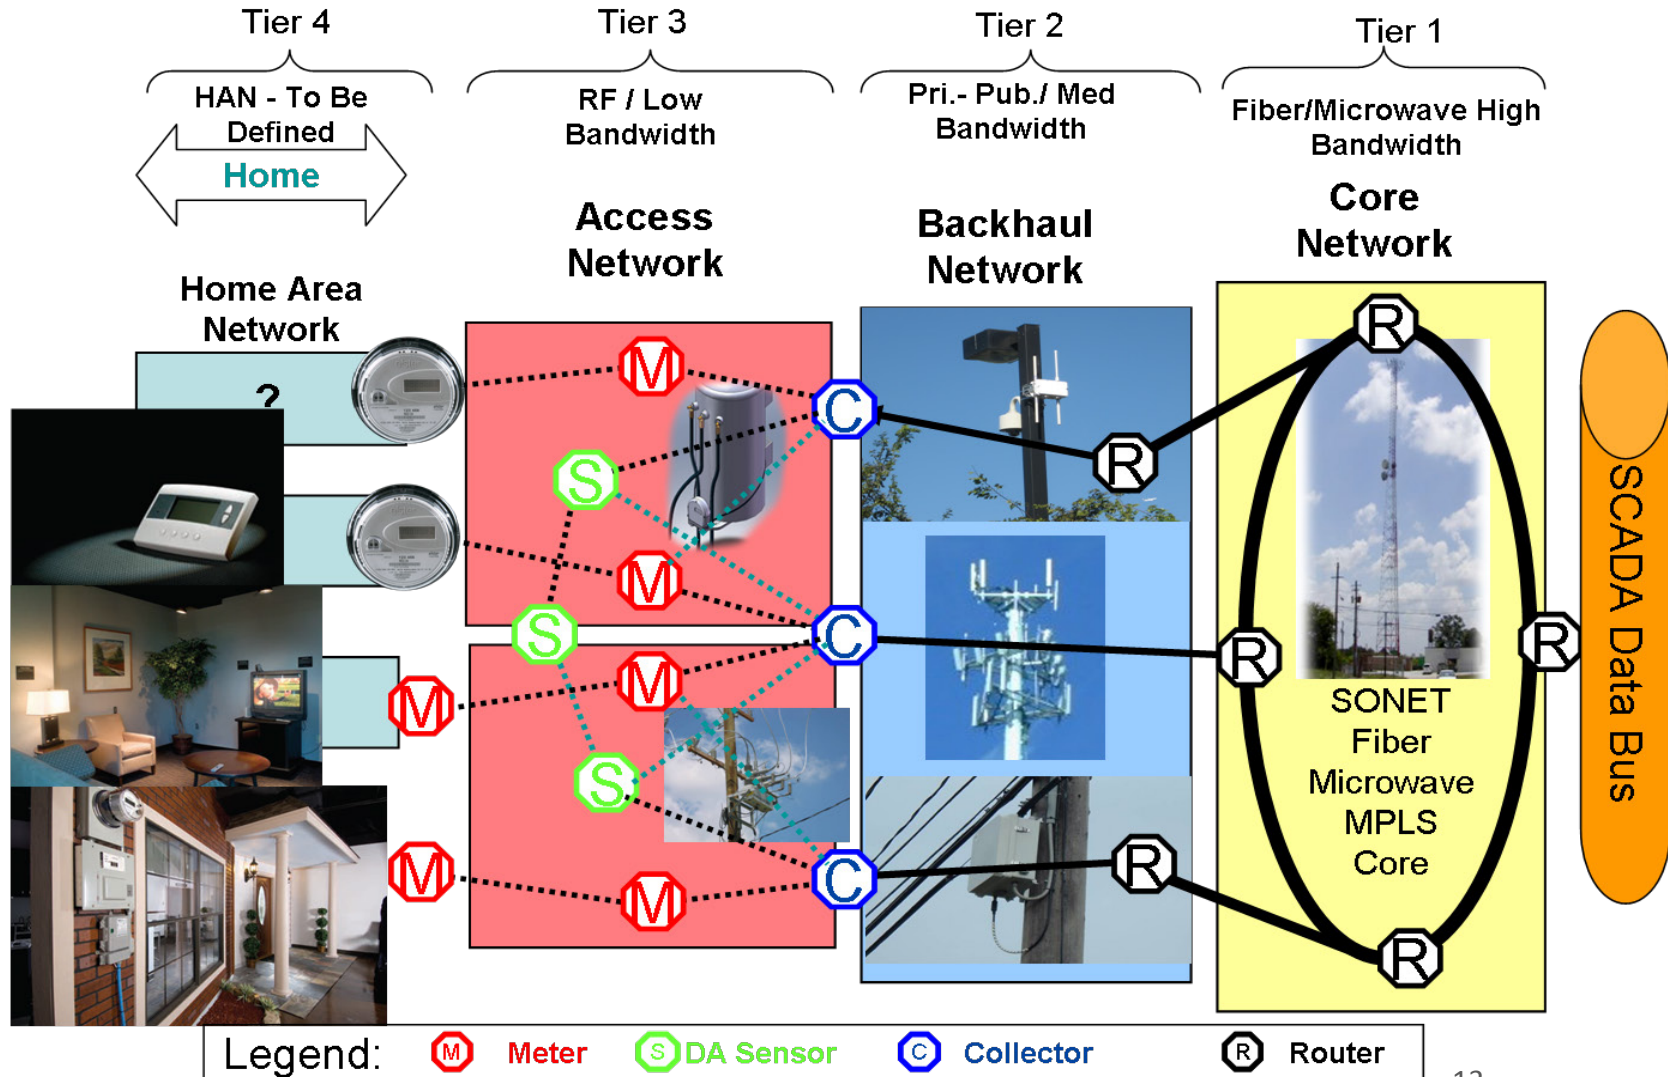 Tier 4
Tier 3
Tier 2
Tier 1
HAN - To Be
Defined
Home
RF / Low
Bandwidth
Pri.- Pub./ Med
Bandwidth
Fiber/Microwave High
Bandwidth
Home Area
Network
Access
Network
Backhaul
Network
Core
Network
?
M
C
R
R
S
M
S
C
R
R
M
M
S
M
M
C
R
R
SONET
Fiber
Microwave
MPLS
Core
SCADA Data Bus
Legend:
M Meter
S DA Sensor
C Collector
R Router